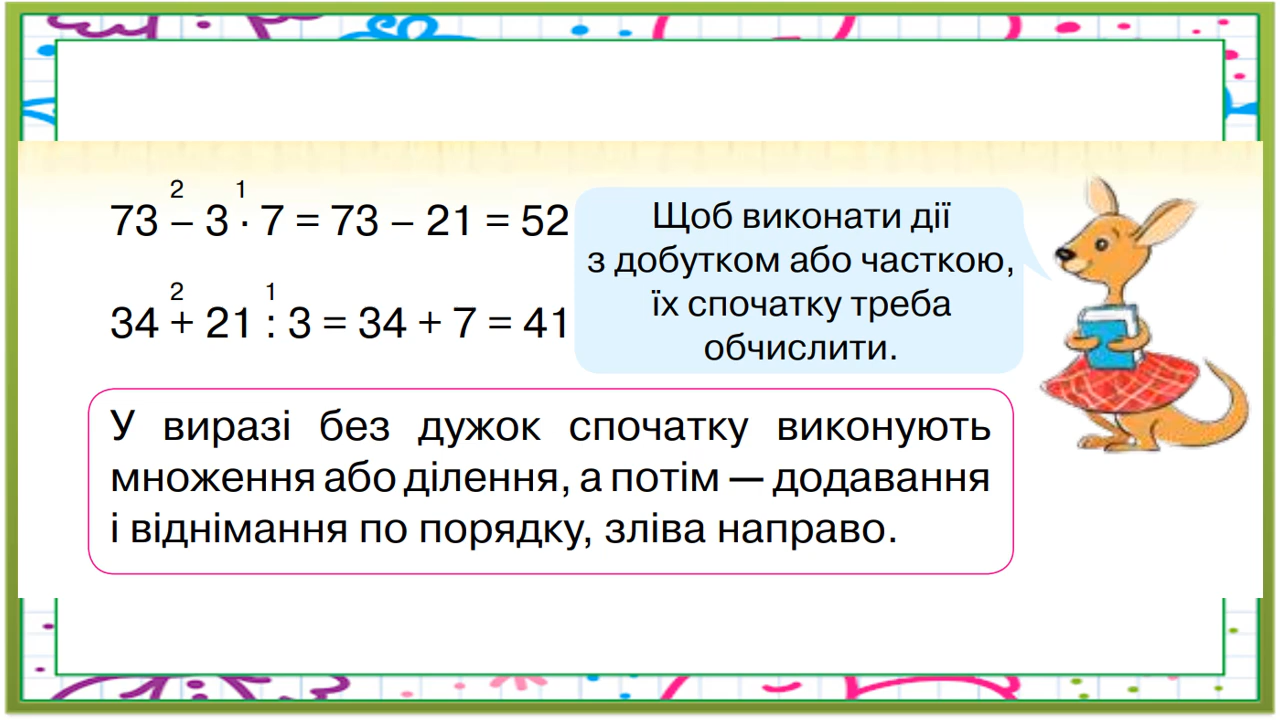 2 1
73 – 3 · 7 = 73 – 21 = 52
2 1
34 + 21 : 3 = 34 + 7 = 41
Щоб виконати дії
з добутком або часткою,
їх спочатку треба
обчислити.
У виразі без дужок спочатку виконують
множення або ділення, а потім — додавання
і віднімання по порядку, зліва направо.